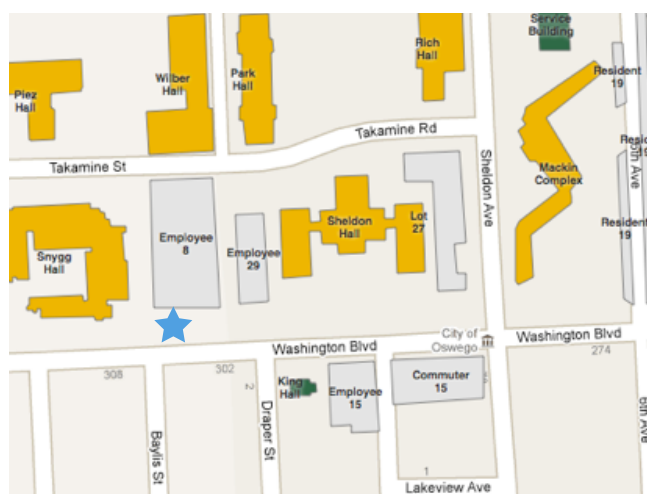 Service
Building
Rich
Hall
Park
Hall
Wilber
Hall
Piez
Hall
Resident
19
Takamine Rd
Takamine St
Sheldon Ave
Mackin
Complex
Employee
8
Sheldon
Hall
Lot
27
Resident
19
Snygg
Hall
Employee
29
City of
Oswego
Washington Blvd
Washington Blvd
274
308
302
2
King
Hall
Employee
15
Commuter
15
Baylis St
Draper St
1
Lakeview Ave